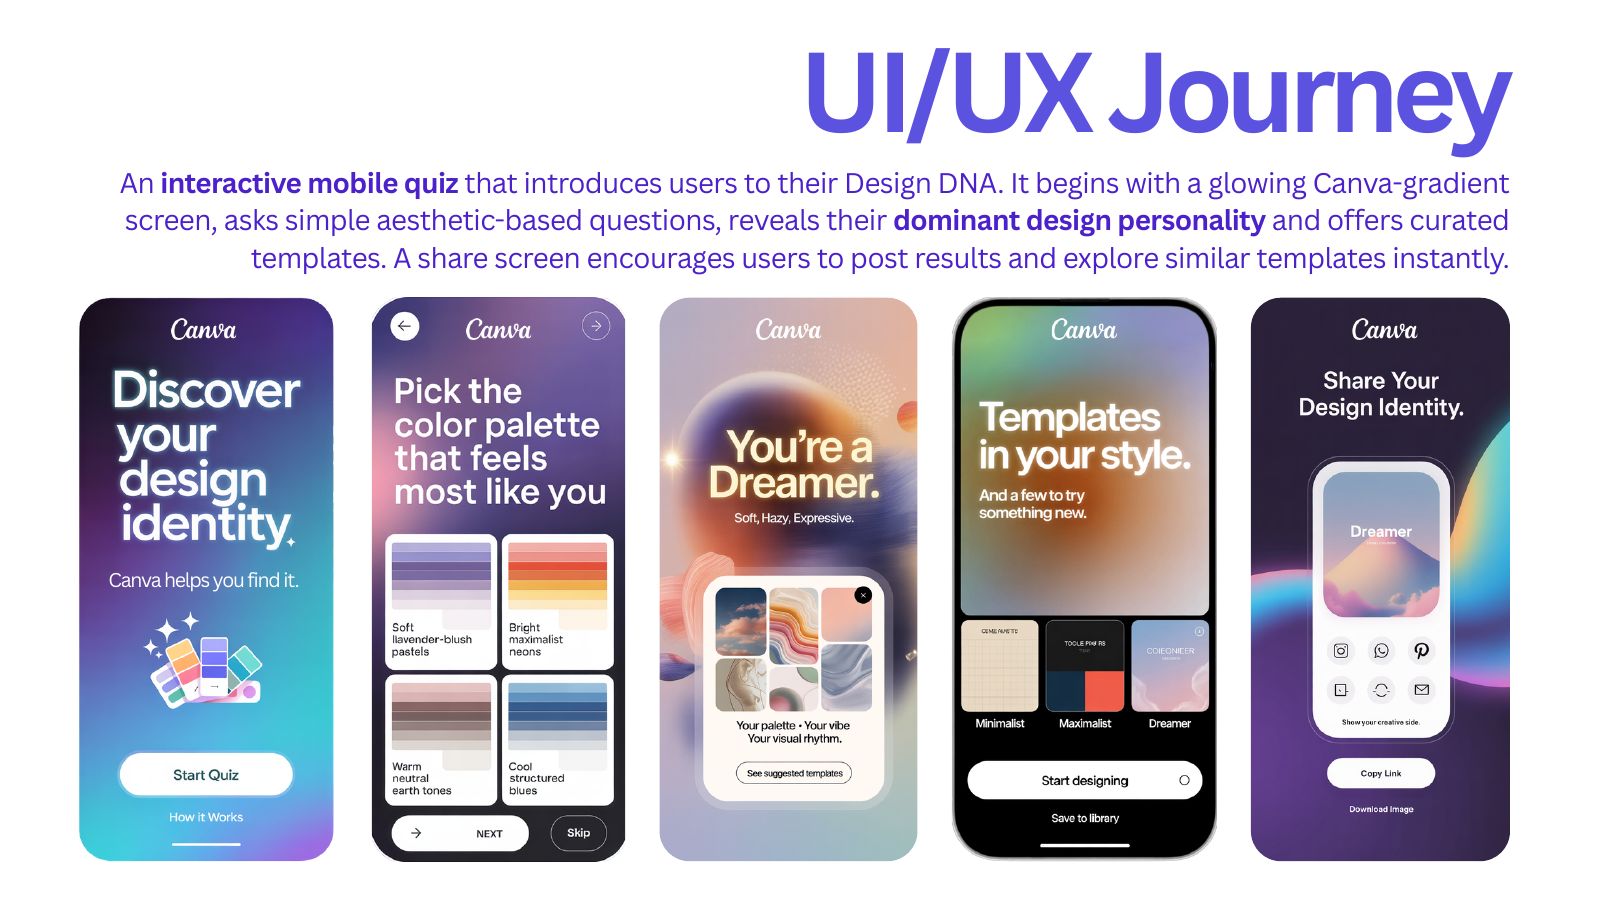 UI/UX Journey
An interactive mobile quiz that introduces users to their Design DNA. It begins with a glowing Canva-gradient
screen, asks simple aesthetic-based questions, reveals their dominant design personality and offers curated
templates. A share screen encourages users to post results and explore similar templates instantly.
Canva
Discover
your
design
identity.
Canva helps you find it.
Start Quiz
How it Works
Canva
Pick the
color palette
that feels
most like you
Soft
llavender-blush
pastels
Bright
maximalist
neons
Warm
neutral
earth tones
Cool
structured
blues
NEXT
Skip
Canva
You're a
Dreamer.
Soft, Hazy, Expressive.
Your palette • Your vibe
Your visual rhythm.
See suggested templates
Canva
Templates
in your style.
And a few to try
something new.
COIEONIEER
Minimalist
Maximalist
Dreamer
Start designing
Save to library
Canva
Share Your
Design Identity.
Dreamer
Show your creative side.
Copy Link
Download Image